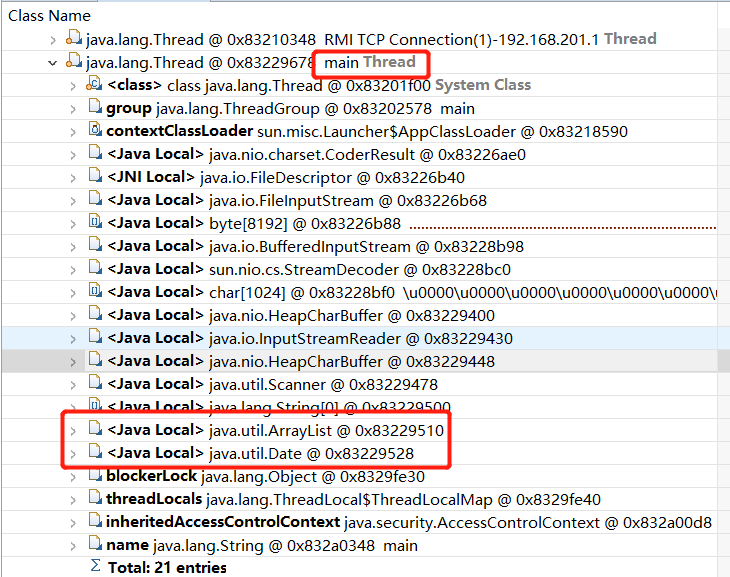 Class Name
java.lang.Thread @ 0x83210348 RMI TCP Connection(1)-192.168.201.1 Thread
java.lang.Thread @ 0x83229678 main Thread
<class> class java.lang.Thread @ 0x83201f00 System Class
group java.lang.ThreadGroup @ 0x83202578 main
contextClassLoader sun.misc.Launcher$AppClassLoader @ 0x83218590
<Java Local> java.nio.charset.CoderResult @ 0x83226ae0
<JNI Local> java.io.FileDescriptor @ 0x83226b40
<Java Local> java.io.FileInputStream @ 0x83226b68
<Java Local> byte[8192] @ 0x83226b88 ................................................................
<Java Local> java.io.BufferedInputStream @ 0x83228b98
<Java Local> sun.nio.cs.StreamDecoder @ 0x83228bc0
<Java Local> char[1024] @ 0x83228bf0 \u0000\u0000\u0000\u0000\u0000\u0000\u
<Java Local> java.nio.HeapCharBuffer @ 0x83229400
<Java Local> java.io.InputStreamReader @ 0x83229430
<Java Local> java.nio.HeapCharBuffer @ 0x83229448
<Java Local> java.util.Scanner @ 0x83229478
<Java Local> java.lang.String[0] @ 0x83229500
<Java Local> java.util.ArrayList @ 0x83229510
<Java Local> java.util.Date @ 0x83229528
blockerLock java.lang.Object @ 0x8329fe30
threadLocals java.lang.ThreadLocal$ThreadLocalMap @ 0x8329fe40
inheritedAccessControlContext java.security.AccessControlContext @ 0x832a00d8
name java.lang.String @ 0x832a0348 main
Σ Total: 21 entries